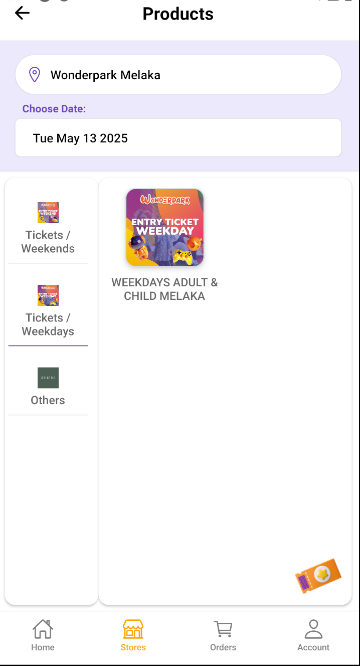 Products
Wonderpark Melaka
Choose Date:
Tue May 13 2025
Tickets /
Weekends
Tickets /
Weekdays
Others
WONDERPARK
ENTRY TICKET
WEEKDAY
WEEKDAYS ADULT &
CHILD MELAKA
Home
Stores
Orders
Account